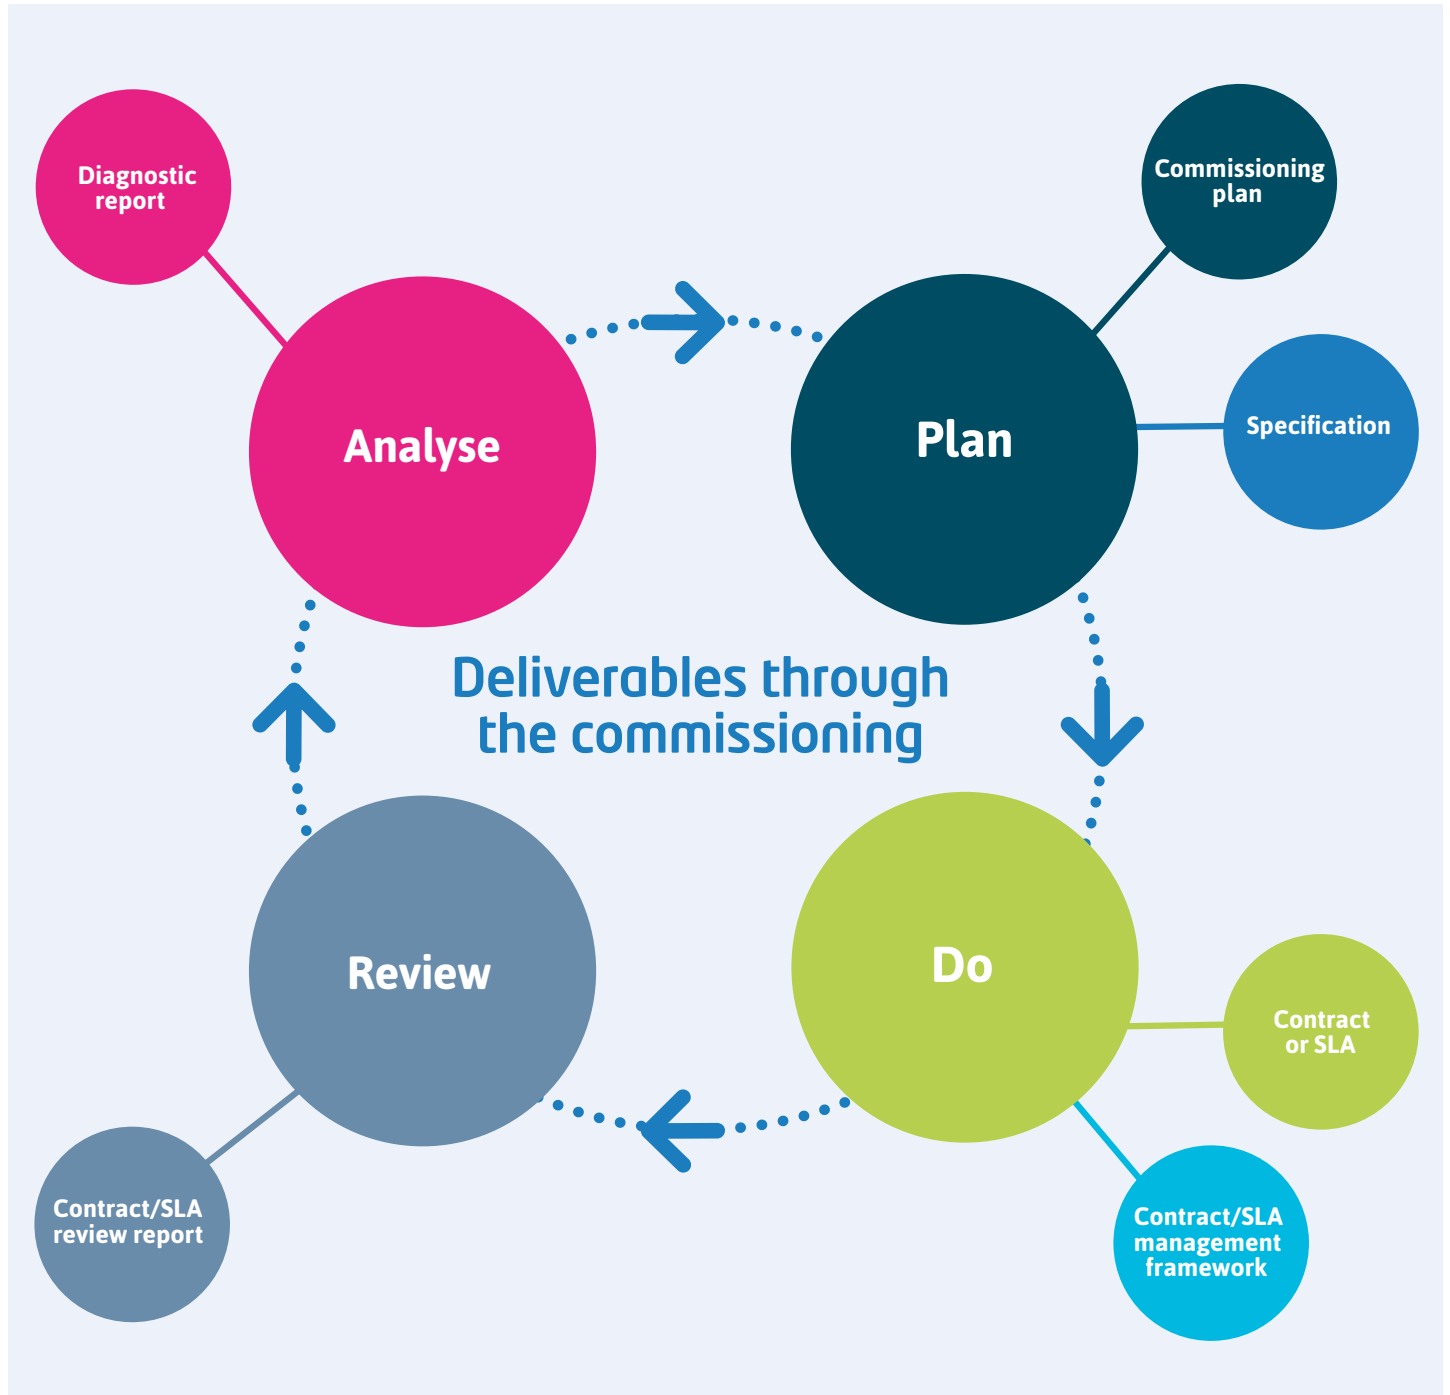 Diagnostic
report
Commissioning
plan
Analyse
Plan
Specification
Deliverables through
the commissioning
Review
Do
Contract
or SLA
Contract/SLA
review report
Contract/SLA
management
framework